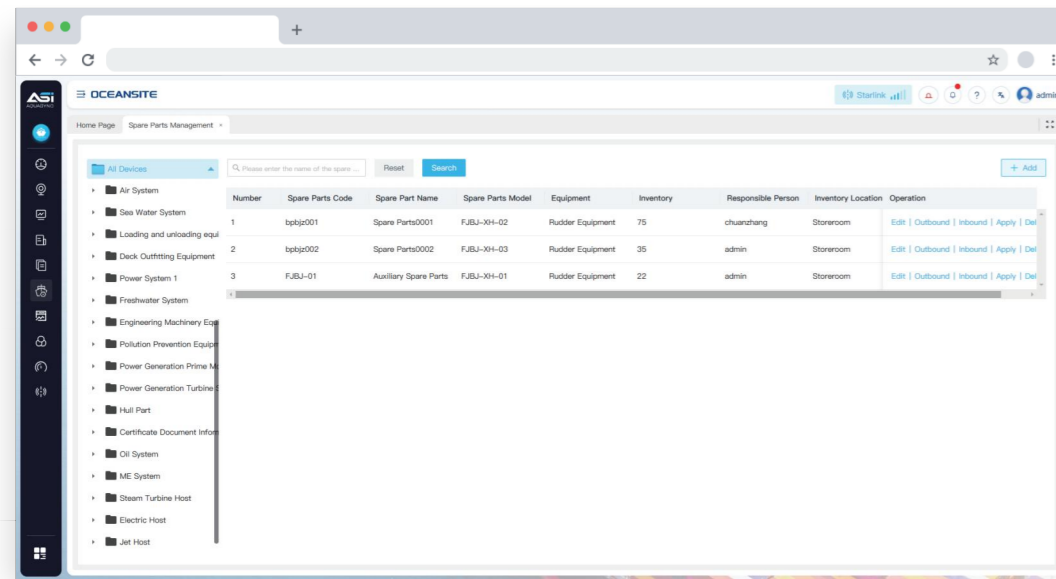 ASi
OCEANSITE
Starlink
?
admin
Home Page
Spare Parts Management ×
All Devices
Air System
Sea Water System
Loading and unloading equi
Deck Outfitting Equipment
Power System 1
Freshwater System
Engineering Machinery Equi
Pollution Prevention Equipm
Power Generation Prime Mo
Power Generation Turbine S
Hull Part
Certificate Document Inform
Oil System
ME System
Steam Turbine Host
Electric Host
Jet Host
Please enter the name of the spare ... Reset Search + Add
Number Spare Parts Code Spare Part Name Spare Parts Model Equipment Inventory Responsible Person Inventory Location Operation
1 bpbjz001 Spare Parts0001 FJBJ-XH-02 Rudder Equipment 75 chuanzhang Storeroom Edit | Outbound | Inbound | Apply | Del
2 bpbjz002 Spare Parts0002 FJBJ-XH-03 Rudder Equipment 35 admin Storeroom Edit | Outbound | Inbound | Apply | Del
3 FJBJ-01 Auxiliary Spare Parts FJBJ-XH-01 Rudder Equipment 22 admin Storeroom Edit | Outbound | Inbound | Apply | Del